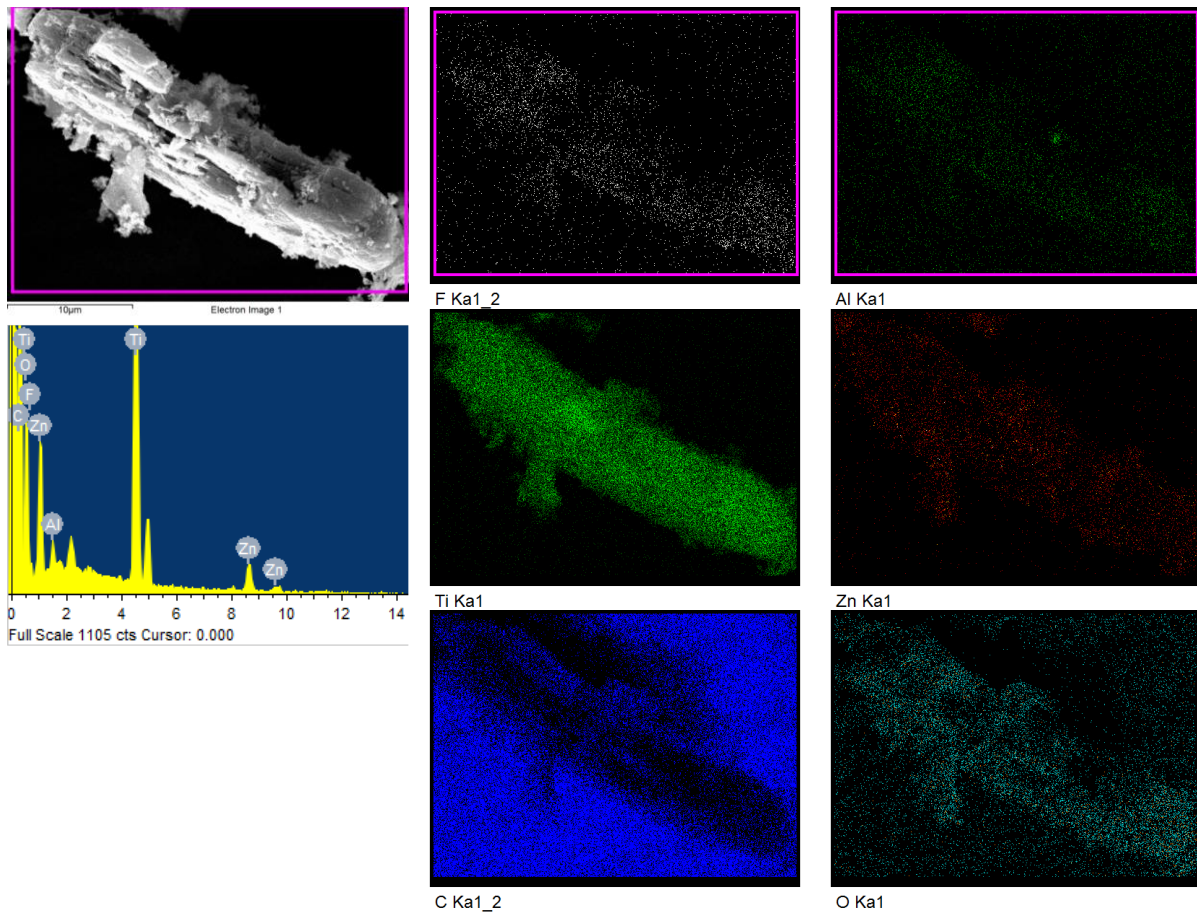 10µm Electron Image 1
Ti Ti
O
F
C Zn
Al
Zn
Zn
0 2 4 6 8 10 12 14
Full Scale 1105 cts Cursor: 0.000
F Ka1_2
Al Ka1
Ti Ka1
Zn Ka1
C Ka1_2
O Ka1